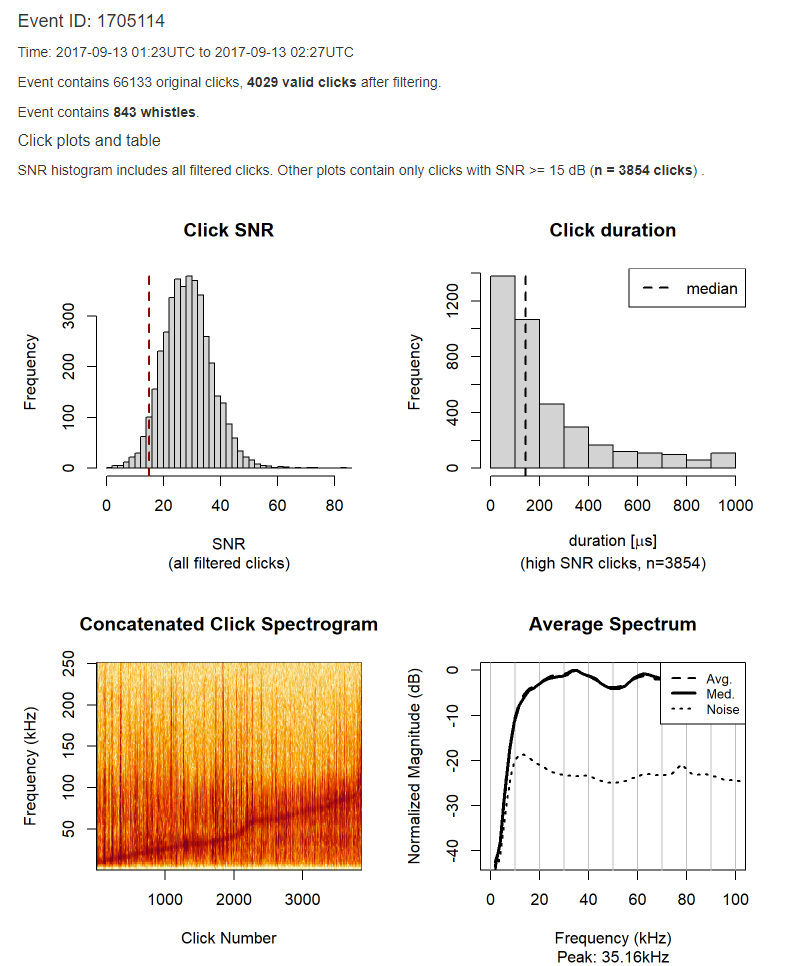 Event ID: 1705114
Time: 2017-09-13 01:23UTC to 2017-09-13 02:27UTC
Event contains 66133 original clicks, 4029 valid clicks after filtering.
Event contains 843 whistles.
Click plots and table
SNR histogram includes all filtered clicks. Other plots contain only clicks with SNR >= 15 dB (n = 3854 clicks) .
Click SNR
Frequency
0 100 200 300
0 20 40 60 80
SNR
(all filtered clicks)
Click duration
median
Frequency
0 400 800 1200
0 200 400 600 800 1000
duration [µs]
(high SNR clicks, n=3854)
Concatenated Click Spectrogram
Frequency (kHz)
50 100 150 200 250
1000 2000 3000
Click Number
Average Spectrum
Avg.
Med.
Noise
Normalized Magnitude (dB)
-40 -30 -20 -10 0
0 20 40 60 80 100
Frequency (kHz)
Peak: 35.16kHz